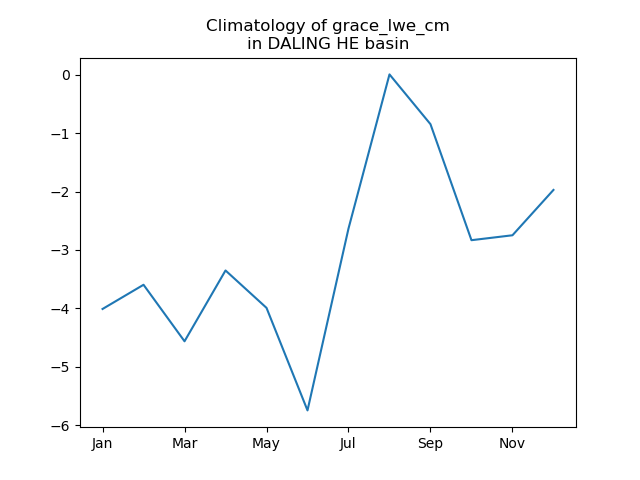 Climatology of grace_lwe_cm
in DALING HE basin
0
−1
−2
−3
−4
−5
−6
Jan
Mar
May
Jul
Sep
Nov